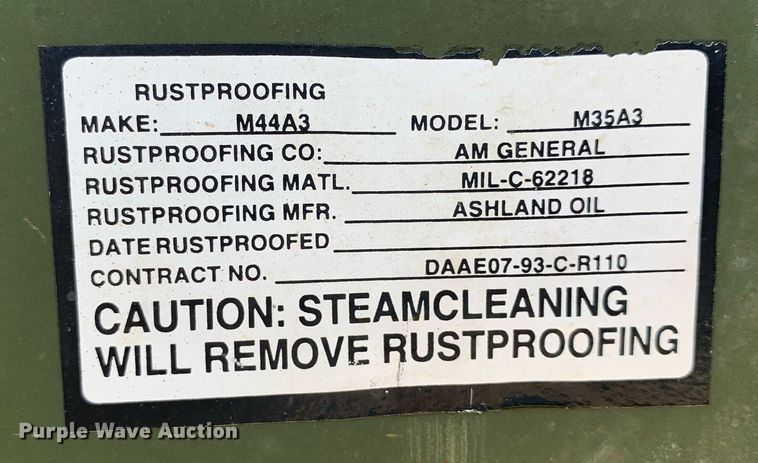 RUSTPROOFING
MAKE: M44A3 MODEL: M35A3
RUSTPROOFING CO: AM GENERAL
RUSTPROOFING MATL. MIL-C-62218
RUSTPROOFING MFR. ASHLAND OIL
DATE RUSTPROOFED
CONTRACT NO. DAAE07-93-C-R110
CAUTION: STEAMCLEANING
WILL REMOVE RUSTPROOFING
Purple Wave Auction